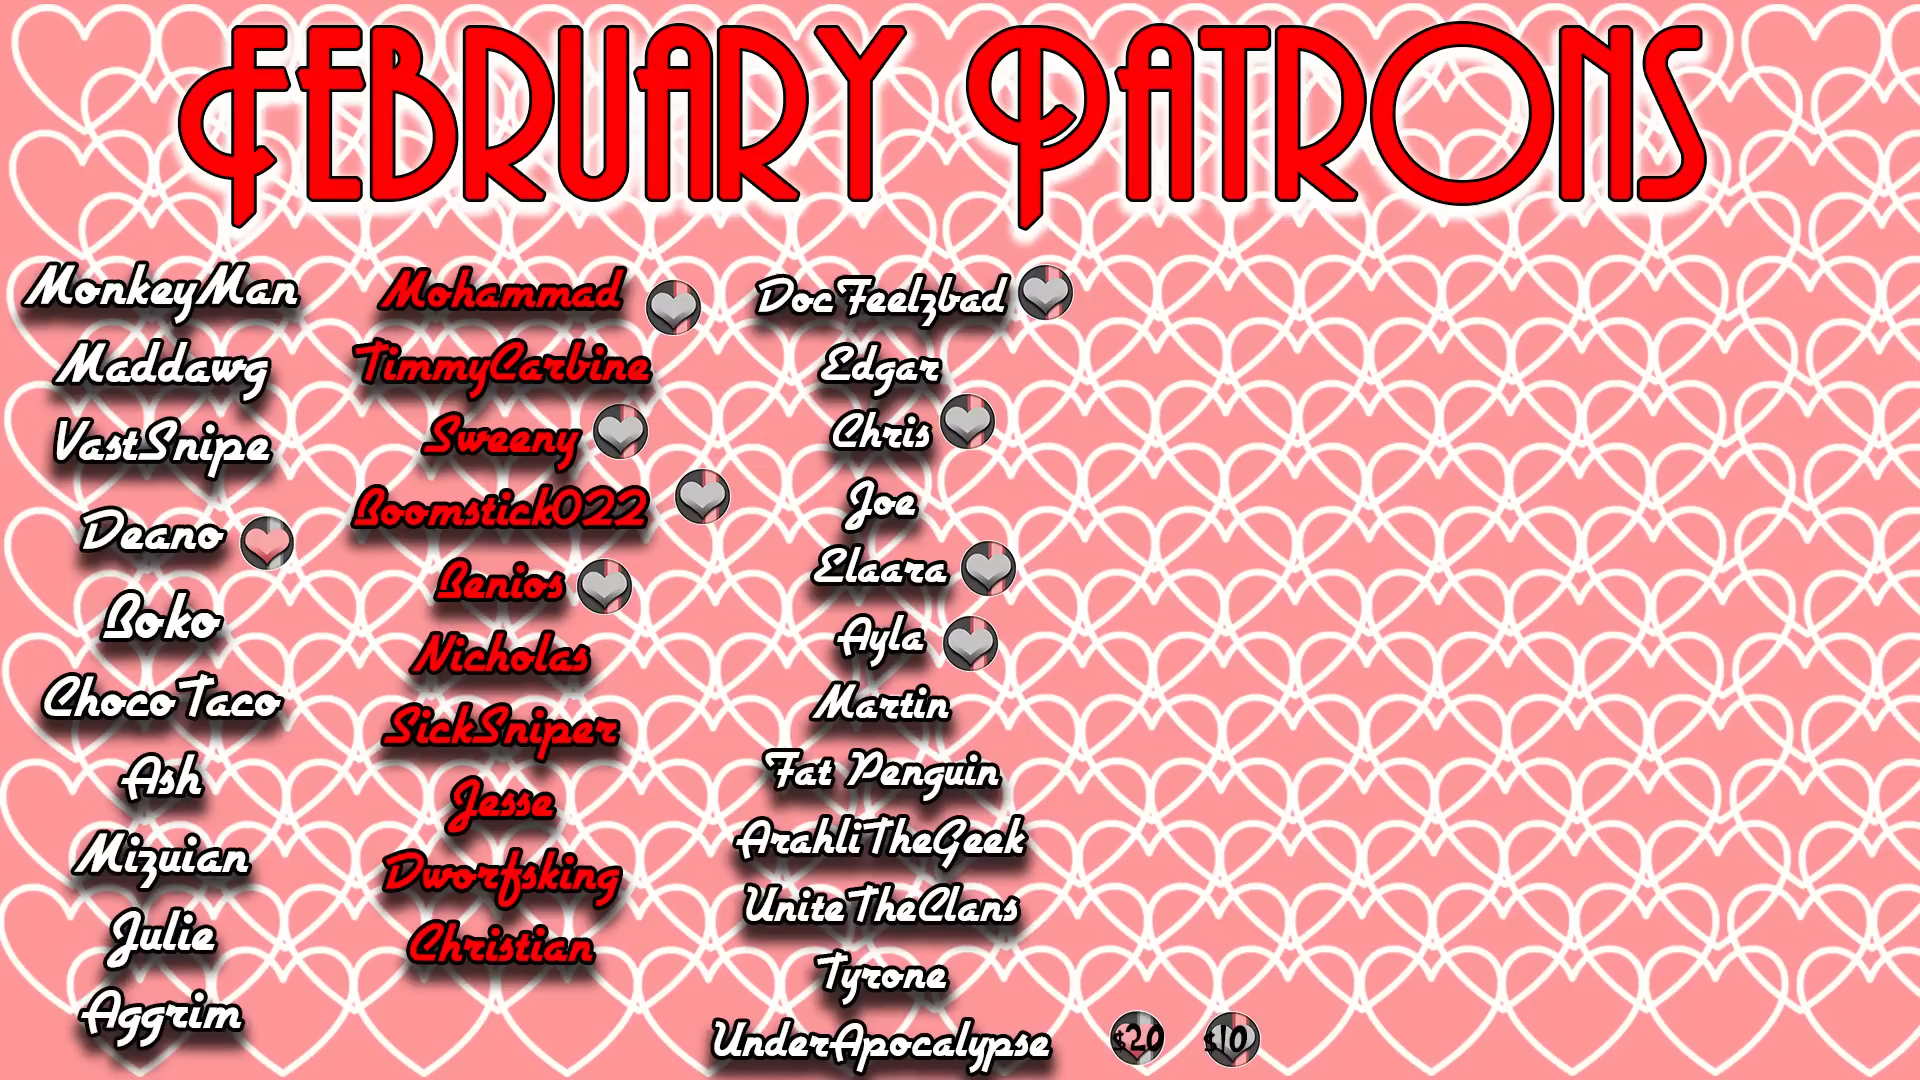 February Patrons
MonkeyMan
Maddawg
VastSnipe
Deano
Boko
ChocoTaco
Ash
Mizuian
Julie
Aggrim
Mohammad
TimmyCarbine
Sweeny
Boomstick022
Benios
Nicholas
SickSniper
Jesse
Dworfsking
Christian
DocFeelzbad
Edgar
Chris
Joe
Elaara
Ayla
Martin
Fat Penguin
ArahliTheGeek
UniteTheClans
Tyrone
UnderApocalypse
$20
$10